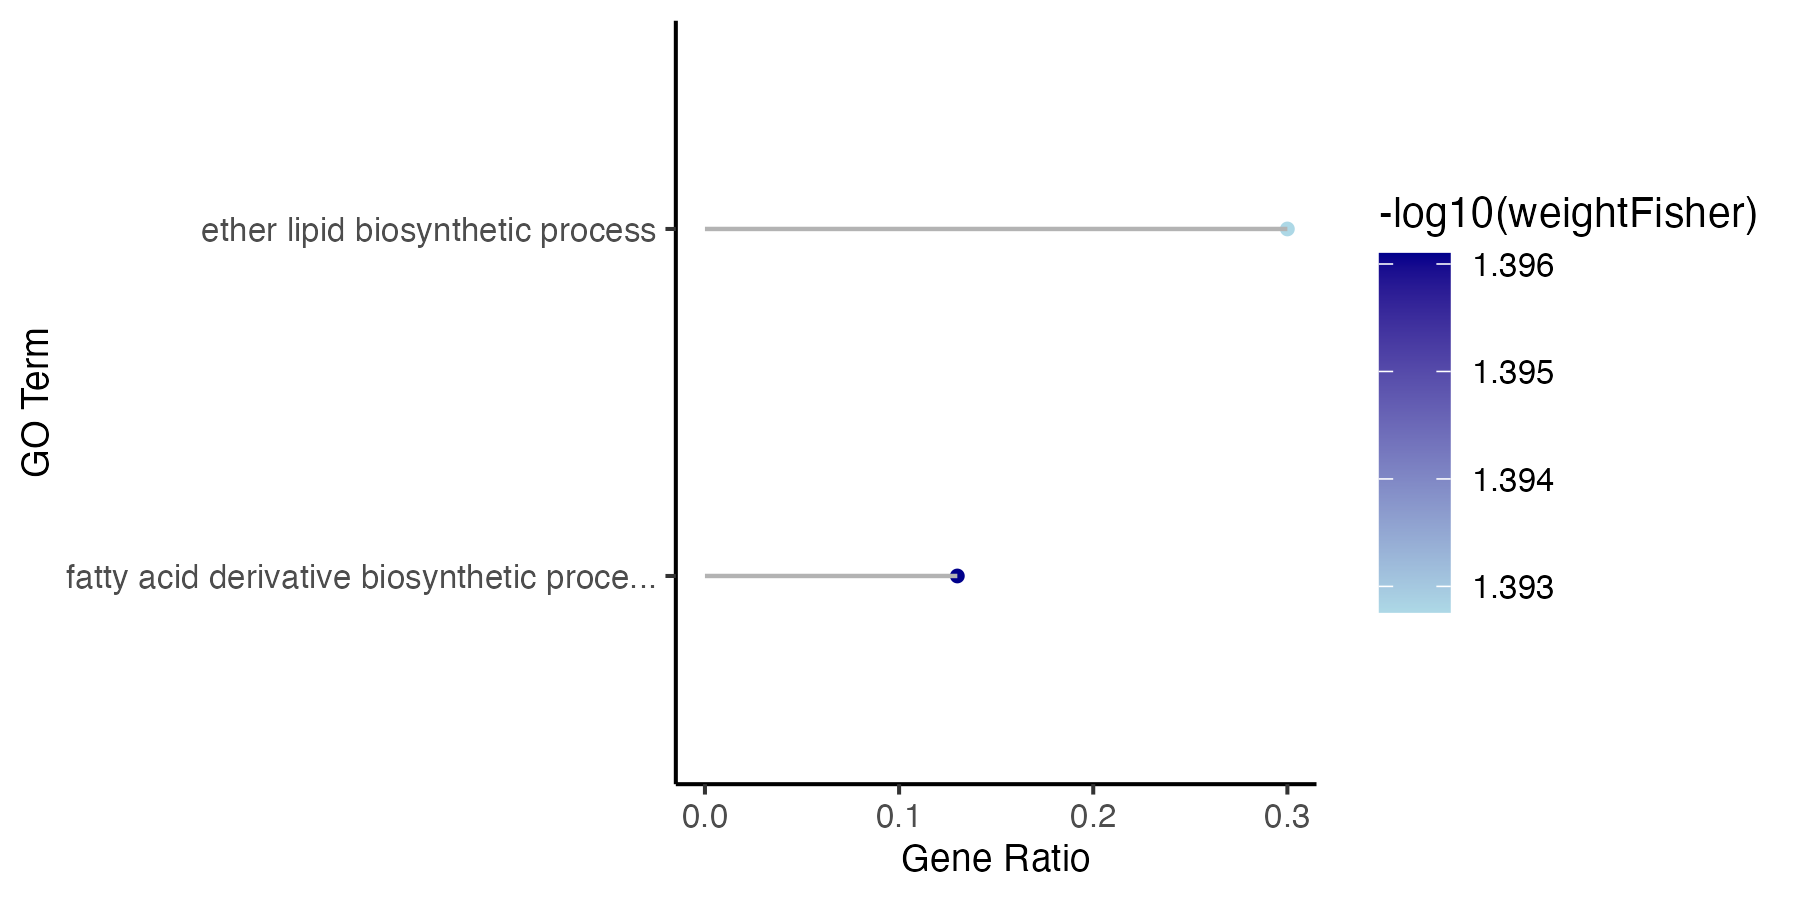 GO Term
ether lipid biosynthetic process
fatty acid derivative biosynthetic proce...
0.0 0.1 0.2 0.3
Gene Ratio
-log10(weightFisher)
1.396
1.395
1.394
1.393